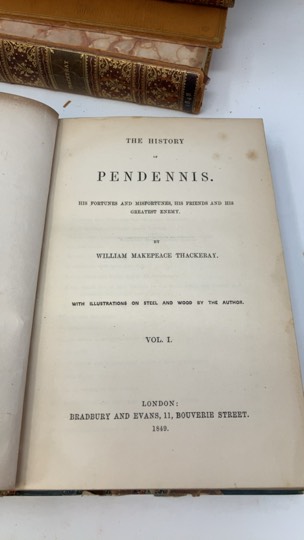 THE HISTORY
OF
PENDENNIS.
HIS FORTUNES AND MISFORTUNES, HIS FRIENDS AND HIS
GREATEST ENEMY.
BY
WILLIAM MAKEPEACE THACKERAY.
WITH ILLUSTRATIONS ON STEEL AND WOOD BY THE AUTHOR.
VOL. I.
LONDON:
BRADBURY AND EVANS, 11, BOUVERIE STREET.
1849.